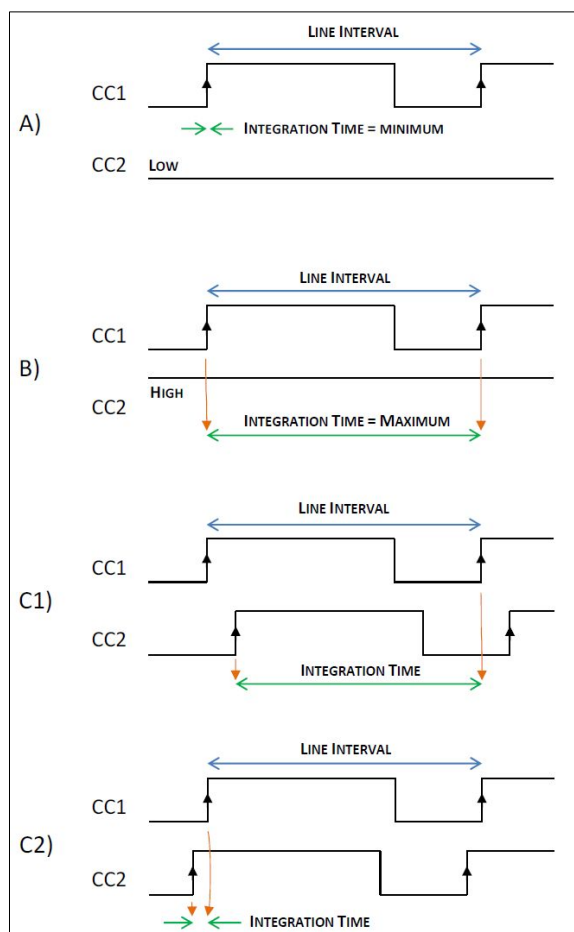 LINE INTERVAL
CC1
A)
INTEGRATION TIME = MINIMUM
CC2 LOW
LINE INTERVAL
CC1
B)
HIGH
CC2
INTEGRATION TIME = MAXIMUM
LINE INTERVAL
CC1
C1)
CC2
INTEGRATION TIME
LINE INTERVAL
CC1
C2)
CC2
INTEGRATION TIME